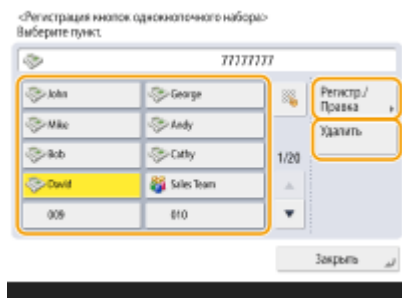 <Регистрация кнопок однокнопочного набора>
Выберите пункт.
77777777
John George
Mike Andy
Bob Cathy
David Sales Team
009 010
1/20
Регистр./
Правка
Удалить
Закрыть